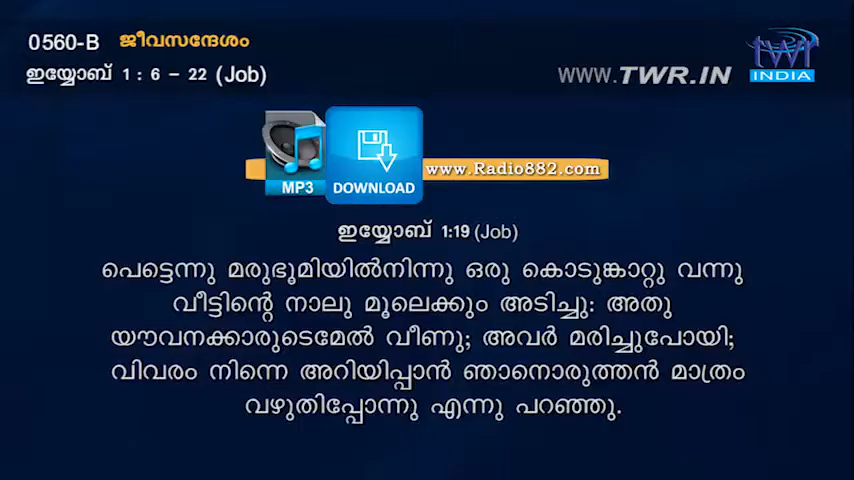 0560-B ജീവസന്ദേശം
ഇയ്യോബ് 1 : 6 - 22 (Job)
WWW.TWR.IN
twr
INDIA
MP3
DOWNLOAD
www.Radio882.com
ഇയ്യോബ് 1:19 (Job)
പെട്ടെന്നു മരുഭൂമിയിൽനിന്നു ഒരു കൊടുങ്കാറ്റു വന്നു
വീട്ടിന്റെ നാലു മൂലെക്കും അടിച്ചു: അതു
യൗവനക്കാരുടെമേൽ വീണു; അവർ മരിച്ചുപോയി;
വിവരം നിന്നെ അറിയിപ്പാൻ ഞാനൊരുത്തൻ മാത്രം
വഴുതിപ്പോന്നു എന്നു പറഞ്ഞു.